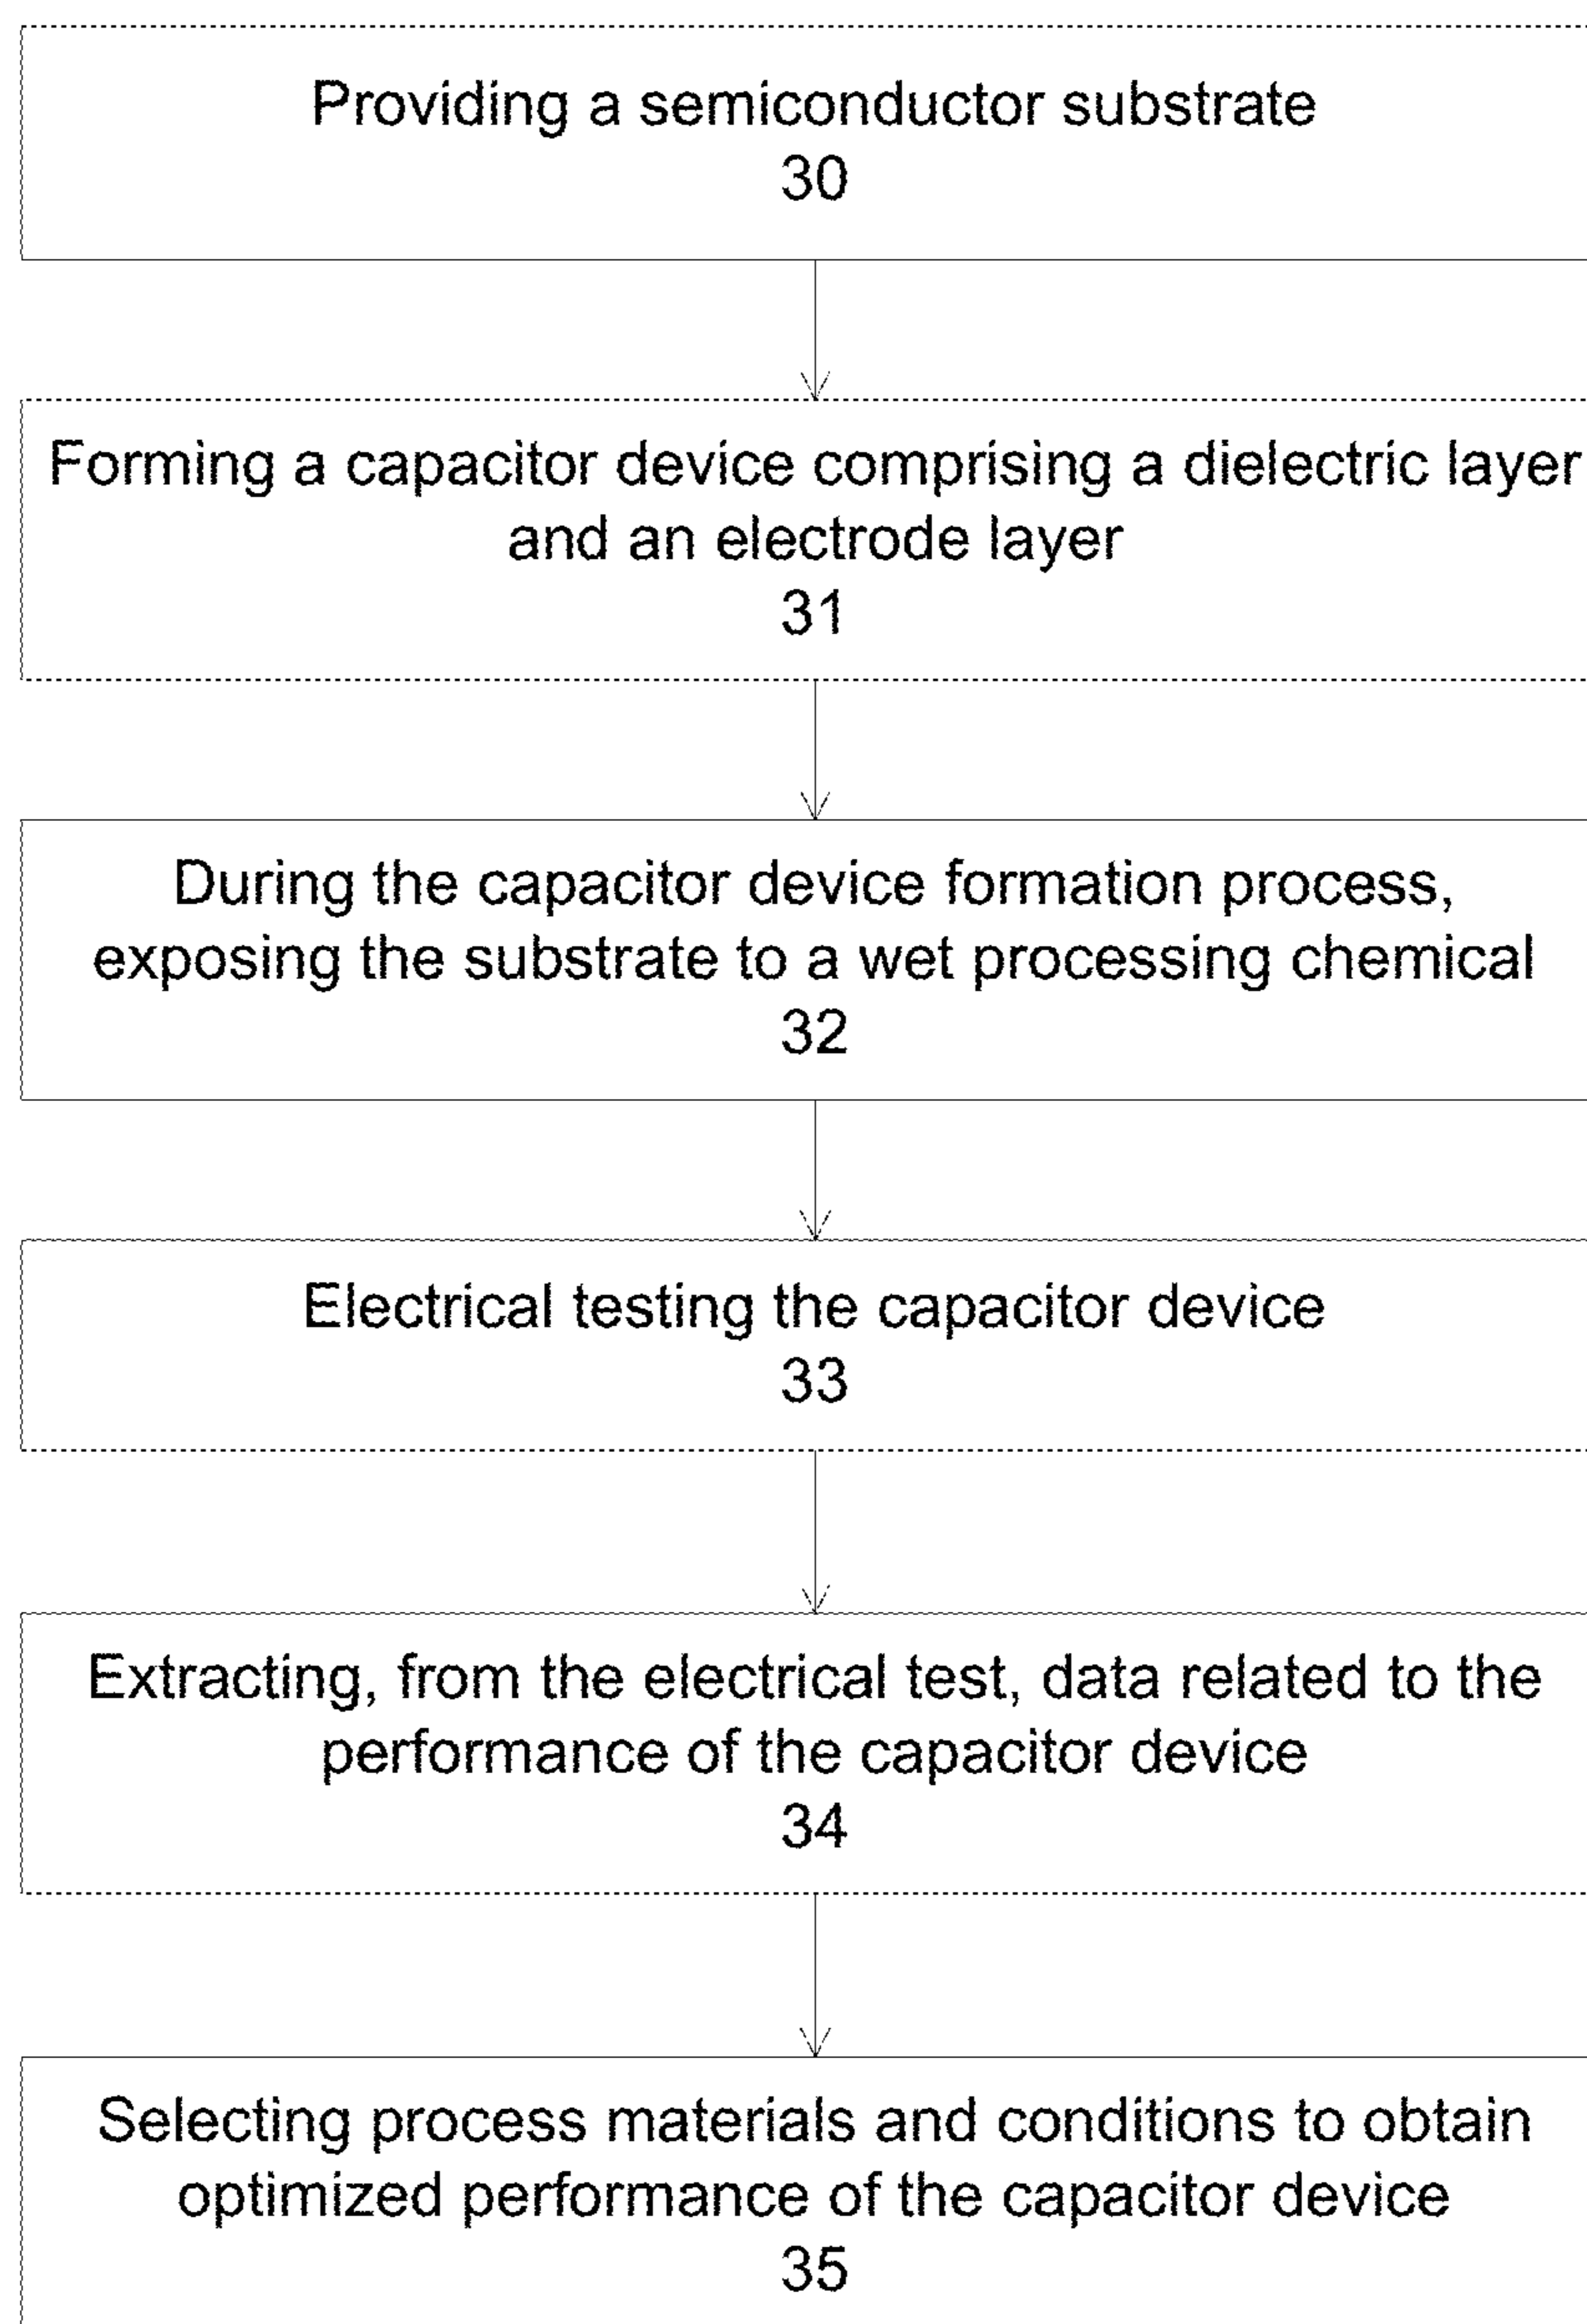 Providing a semiconductor substrate
30
Forming a capacitor device comprising a dielectric layer
and an electrode layer
31
During the capacitor device formation process,
exposing the substrate to a wet processing chemical
32
Electrical testing the capacitor device
33
Extracting, from the electrical test, data related to the
performance of the capacitor device
34
Selecting process materials and conditions to obtain
optimized performance of the capacitor device
35